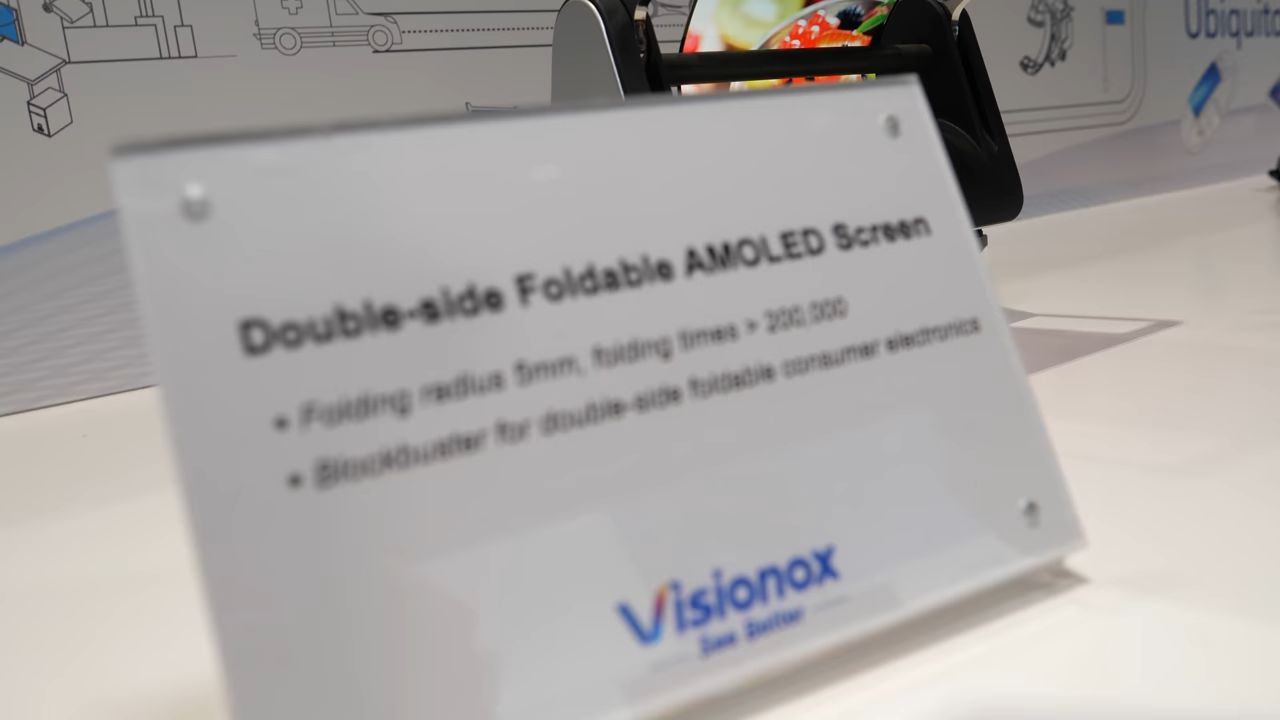 Ubiquito
Double-side Foldable AMOLED Screen
• Folding radius 5mm, folding times > 200,000
• Blockbuster for double-side foldable consumer electronics
Visionox
See Better